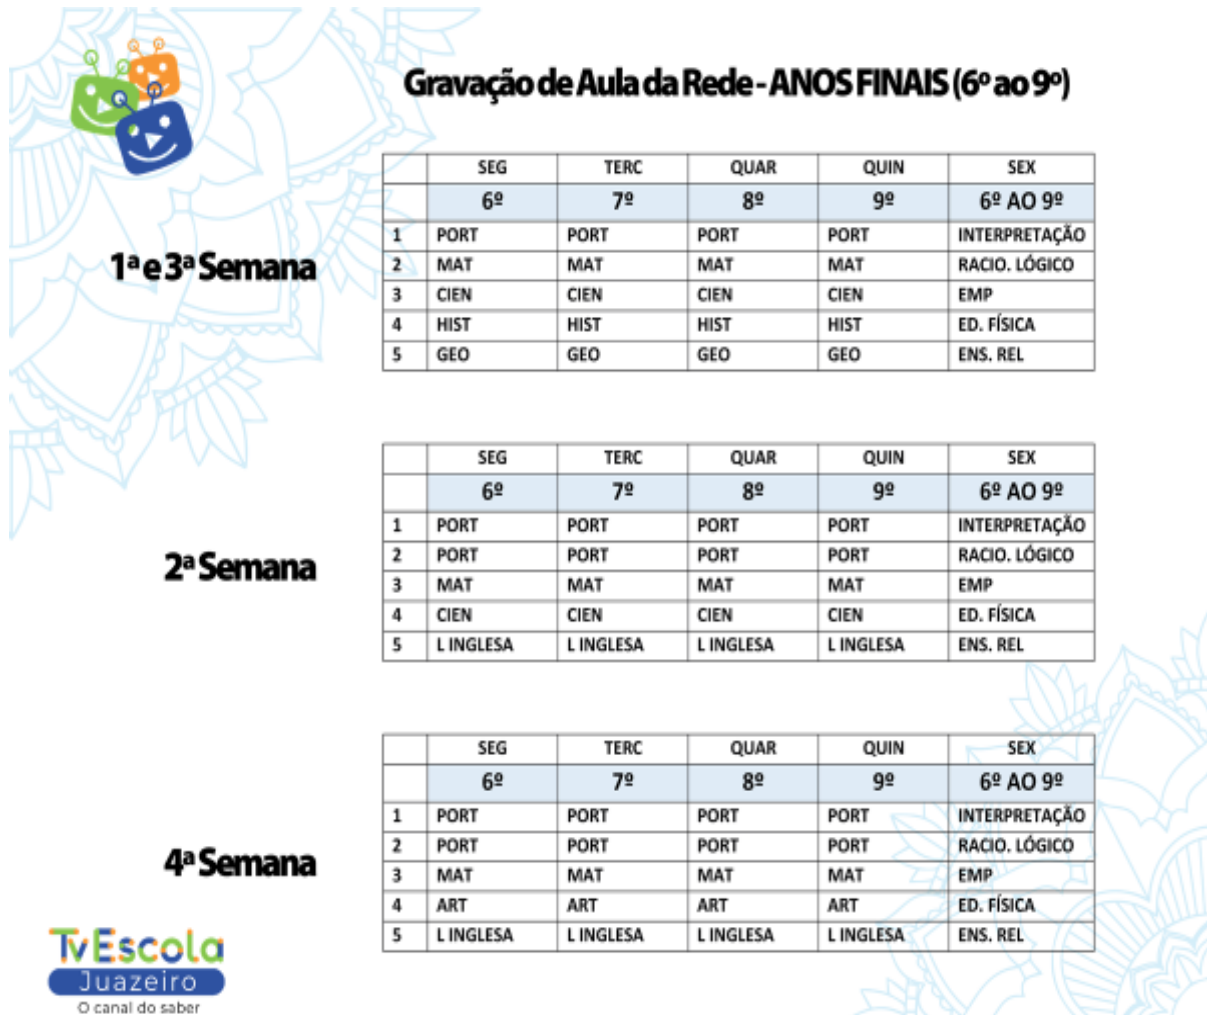 Gravação de Aula da Rede - ANOS FINAIS (6º ao 9º)
1ª e 3ª Semana
SEG TERC QUAR QUIN SEX
6º 7º 8º 9º 6º AO 9º
1 PORT PORT PORT PORT INTERPRETAÇÃO
2 MAT MAT MAT MAT RACIO. LÓGICO
3 CIEN CIEN CIEN CIEN EMP
4 HIST HIST HIST HIST ED. FÍSICA
5 GEO GEO GEO GEO ENS. REL
2ª Semana
SEG TERC QUAR QUIN SEX
6º 7º 8º 9º 6º AO 9º
1 PORT PORT PORT PORT INTERPRETAÇÃO
2 PORT PORT PORT PORT RACIO. LÓGICO
3 MAT MAT MAT MAT EMP
4 CIEN CIEN CIEN CIEN ED. FÍSICA
5 L INGLESA L INGLESA L INGLESA L INGLESA ENS. REL
4ª Semana
SEG TERC QUAR QUIN SEX
6º 7º 8º 9º 6º AO 9º
1 PORT PORT PORT PORT INTERPRETAÇÃO
2 PORT PORT PORT PORT RACIO. LÓGICO
3 MAT MAT MAT MAT EMP
4 ART ART ART ART ED. FÍSICA
5 L INGLESA L INGLESA L INGLESA L INGLESA ENS. REL
TvEscola
Juazeiro
O canal do saber